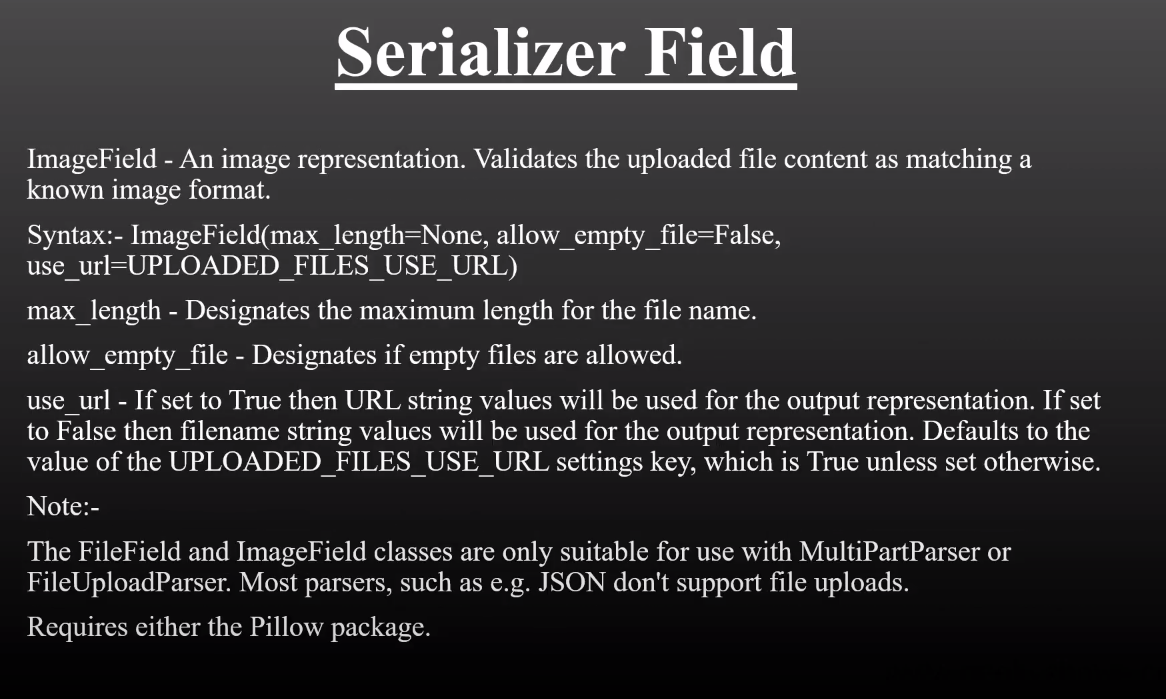 Serializer Field
ImageField - An image representation. Validates the uploaded file content as matching a
known image format.
Syntax:- ImageField(max_length=None, allow_empty_file=False,
use_url=UPLOADED_FILES_USE_URL)
max_length - Designates the maximum length for the file name.
allow_empty_file - Designates if empty files are allowed.
use_url - If set to True then URL string values will be used for the output representation. If set
to False then filename string values will be used for the output representation. Defaults to the
value of the UPLOADED_FILES_USE_URL settings key, which is True unless set otherwise.
Note:-
The FileField and ImageField classes are only suitable for use with MultiPartParser or
FileUploadParser. Most parsers, such as e.g. JSON don't support file uploads.
Requires either the Pillow package.